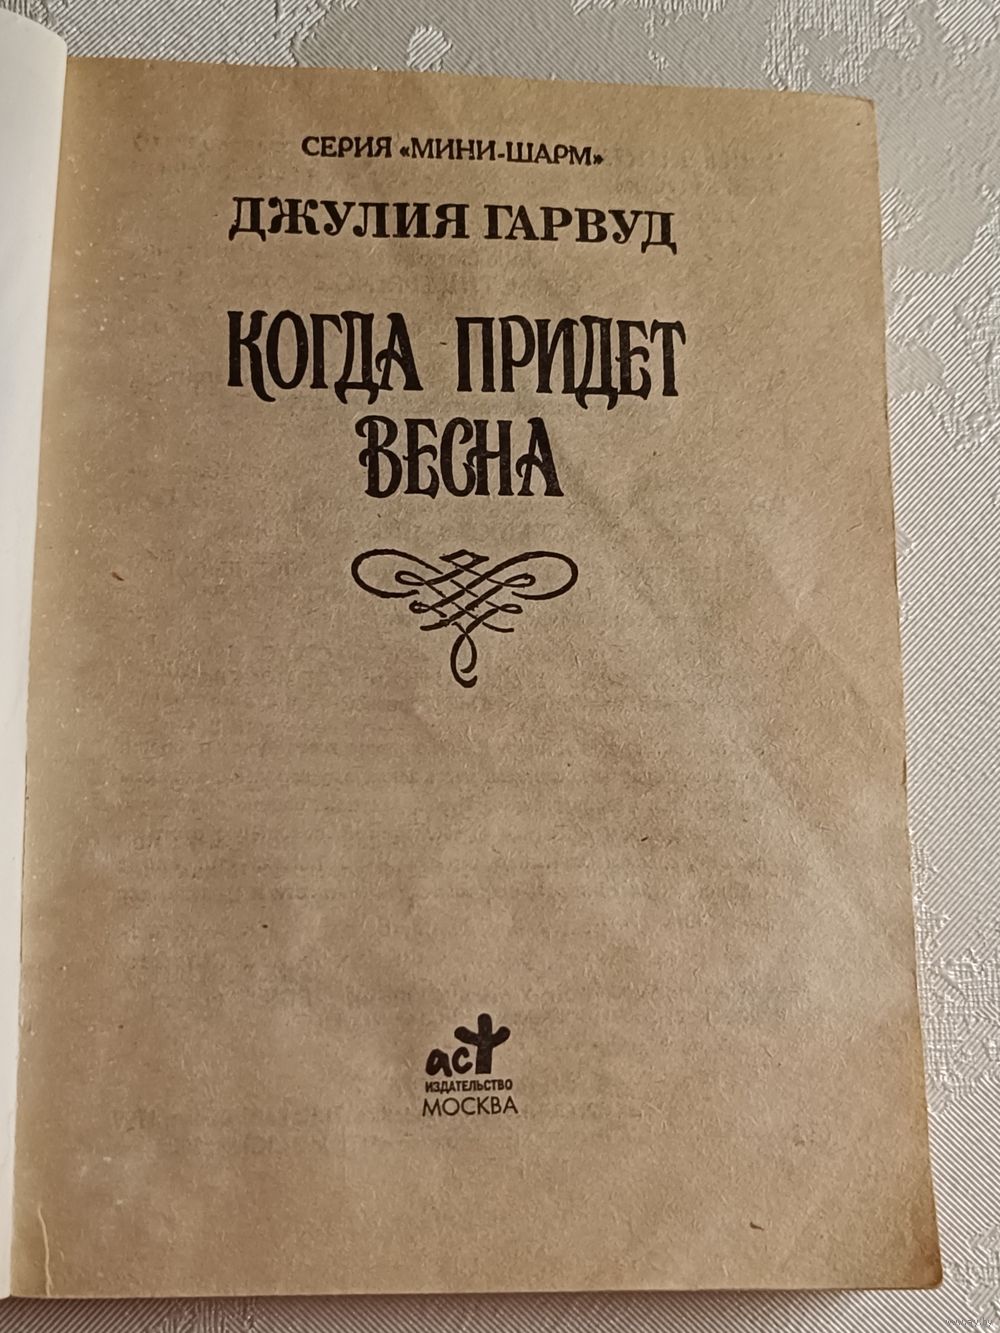 СЕРИЯ «МИНИ-ШАРМ»
ДЖУЛИЯ ГАРВУД
КОГДА ПРИДЕТ
ВЕСНА
аст
ИЗДАТЕЛЬСТВО
МОСКВА